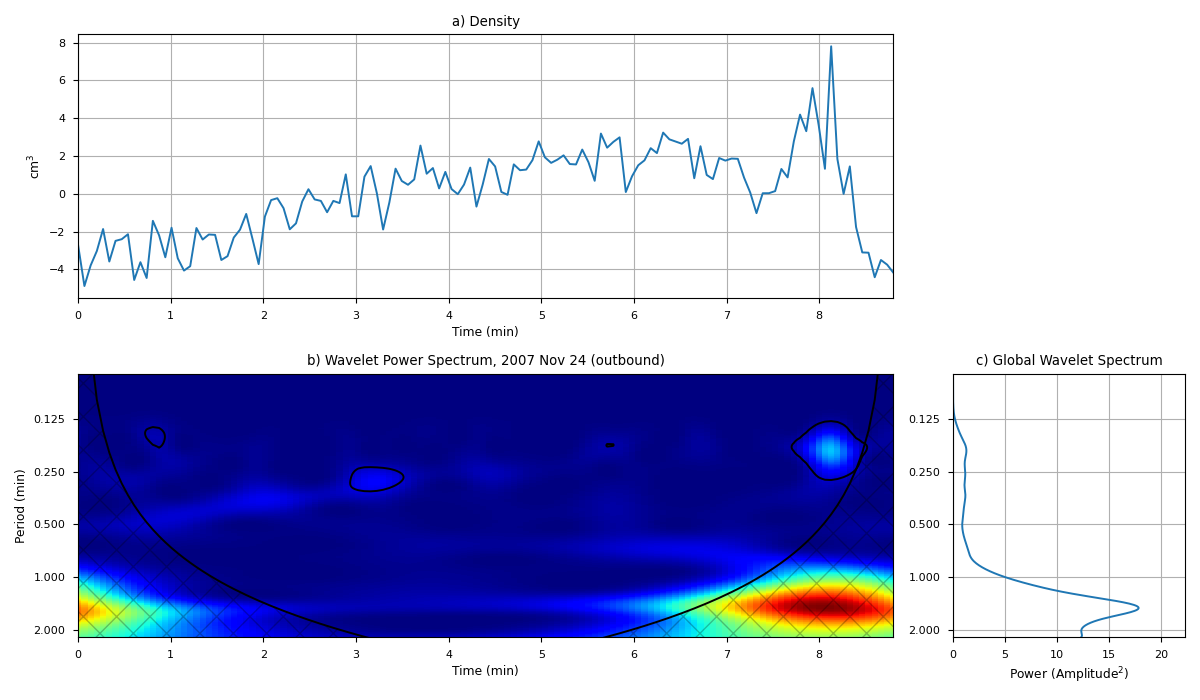 a) Density
8
6
4
2
0
−2
−4
cm³
0 1 2 3 4 5 6 7 8
Time (min)
b) Wavelet Power Spectrum, 2007 Nov 24 (outbound)
0.125
0.250
0.500
1.000
2.000
Period (min)
0 1 2 3 4 5 6 7 8
Time (min)
c) Global Wavelet Spectrum
0.125
0.250
0.500
1.000
2.000
0 5 10 15 20
Power (Amplitude²)